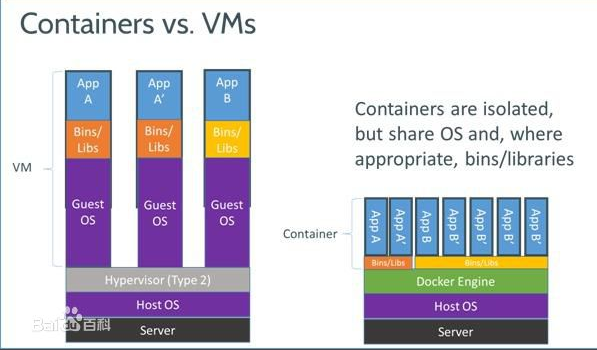 Containers vs. VMs
App
A
App
A'
App
B
Bins/
Libs
Bins/
Libs
Bins/
Libs
VM
Guest
OS
Guest
OS
Guest
OS
Hypervisor (Type 2)
Host OS
Server
Containers are isolated,
but share OS and, where
appropriate, bins/libraries
Container
App A
App A'
App B
App B'
App B'
App B'
App B'
Bins/Libs
Bins/Libs
Docker Engine
Host OS
Server
Baidu百科